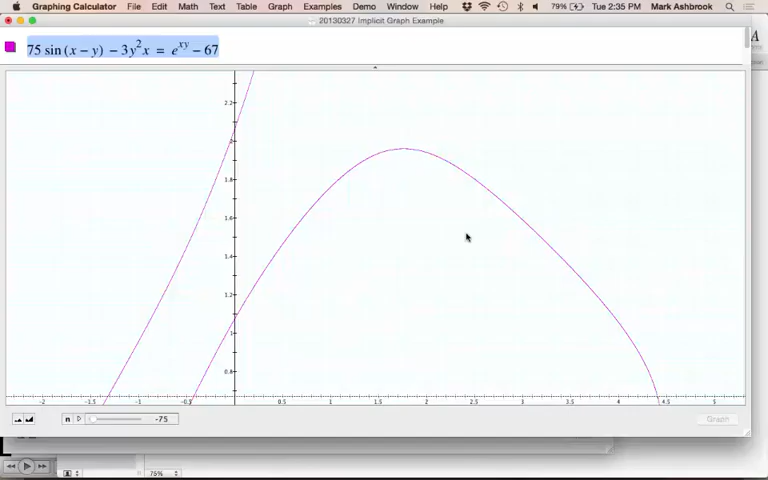 Graphing Calculator File Edit Math Text Table Graph Examples Demo Window Help 79% Tue 2:35 PM Mark Ashbrook
20130327 Implicit Graph Example
75 sin (x − y) − 3y²x = e^{xy} − 67
A
2.2
2
1.8
1.6
1.4
1.2
1
0.8
-2 -1.5 -1 -0.5 0.5 1 1.5 2 2.5 3 3.5 4 4.5 5
n -75 Graph
75%